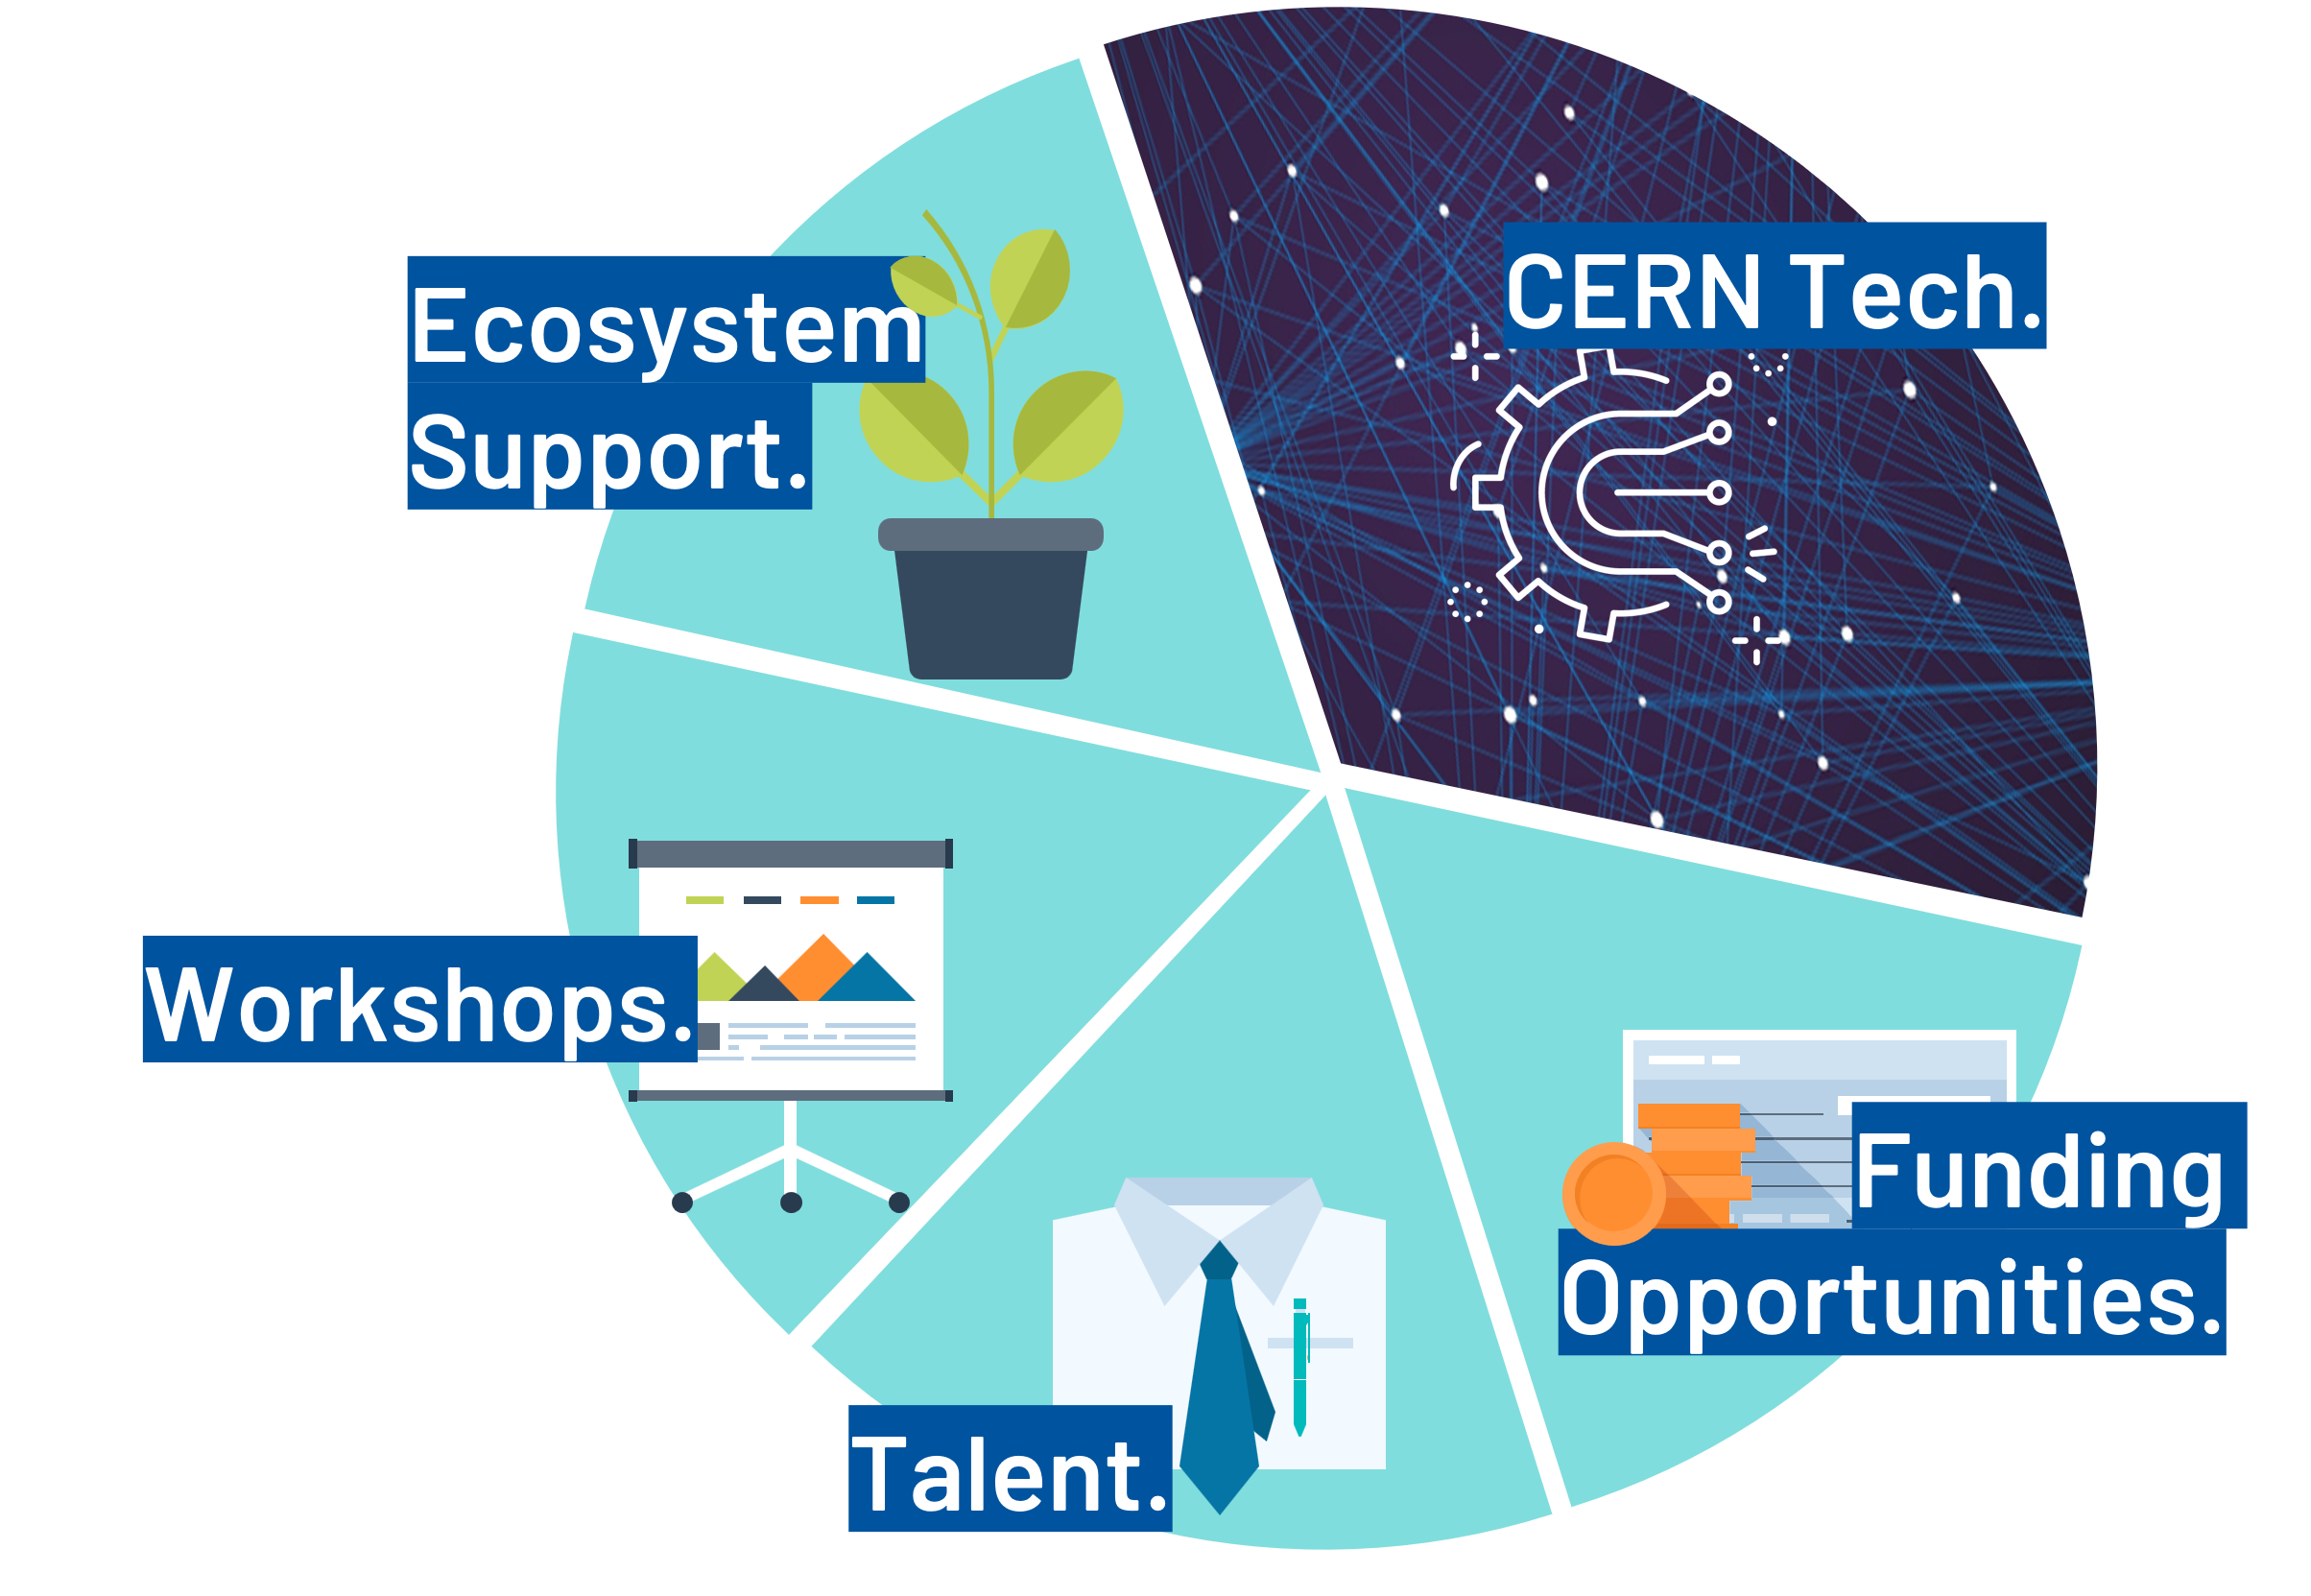 Ecosystem
Support.
CERN Tech.
Workshops.
Funding
Opportunities.
Talent.